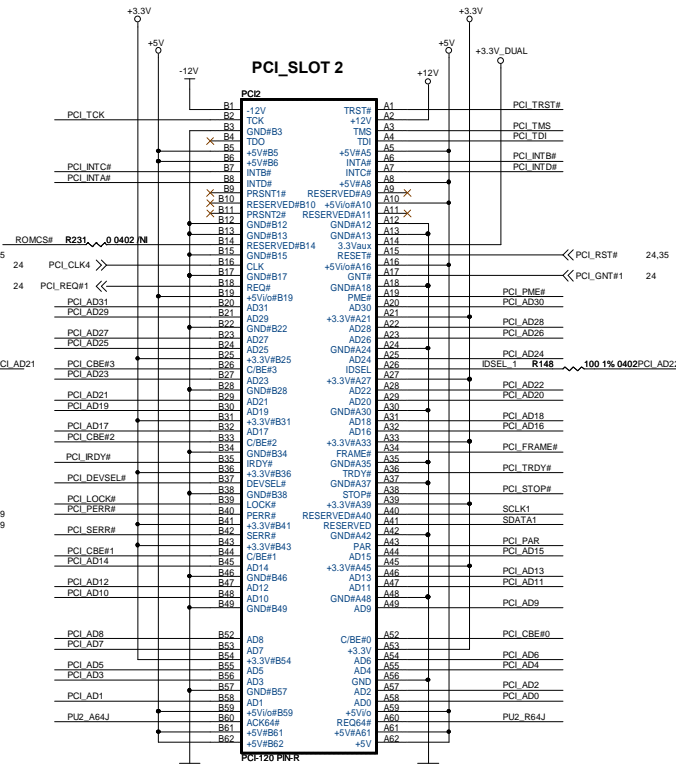 +3.3V
+3.3V
+5V
+5V
+3.3V_DUAL
-12V
PCI_SLOT 2
+12V
PCI2
B1 -12V TRST# A1 PCI_TRST#
PCI_TCK B2 TCK +12V A2
B3 GND#B3 TMS A3 PCI_TMS
B4 TDO TDI A4 PCI_TDI
B5 +5V#B5 +5V#A5 A5
B6 +5V#B6 INTA# A6 PCI_INTB#
PCI_INTC# B7 INTB# INTC# A7 PCI_INTD#
PCI_INTA# B8 INTD# +5V#A8 A8
B9 PRSNT1# RESERVED#A9 A9
B10 RESERVED#B10 +5Vi/o#A10 A10
B11 PRSNT2# RESERVED#A11 A11
B12 GND#B12 GND#A12 A12
B13 GND#B13 GND#A13 A13
ROMCS# R231 0 0402 /NI B14 RESERVED#B14 3.3Vaux A14
5 B15 GND#B15 RESET# A15 PCI_RST# 24,35
24 PCI_CLK4 B16 CLK +5Vi/o#A16 A16
B17 GND#B17 GNT# A17 PCI_GNT#1 24
24 PCI_REQ#1 B18 REQ# GND#A18 A18
B19 +5Vi/o#B19 PME# A19 PCI_PME#
PCI_AD31 B20 AD31 AD30 A20 PCI_AD30
PCI_AD29 B21 AD29 +3.3V#A21 A21
B22 GND#B22 AD28 A22 PCI_AD28
PCI_AD27 B23 AD27 AD26 A23 PCI_AD26
PCI_AD25 B24 AD25 GND#A24 A24
B25 +3.3V#B25 AD24 A25 PCI_AD24
CI_AD21 PCI_CBE#3 B26 C/BE#3 IDSEL A26 IDSEL_1 R148 100 1% 0402 PCI_AD22
PCI_AD23 B27 AD23 +3.3V#A27 A27
B28 GND#B28 AD22 A28 PCI_AD22
PCI_AD21 B29 AD21 AD20 A29 PCI_AD20
PCI_AD19 B30 AD19 GND#A30 A30
B31 +3.3V#B31 AD18 A31 PCI_AD18
PCI_AD17 B32 AD17 AD16 A32 PCI_AD16
PCI_CBE#2 B33 C/BE#2 +3.3V#A33 A33
B34 GND#B34 FRAME# A34 PCI_FRAME#
PCI_IRDY# B35 IRDY# GND#A35 A35
B36 +3.3V#B36 TRDY# A36 PCI_TRDY#
PCI_DEVSEL# B37 DEVSEL# GND#A37 A37
B38 GND#B38 STOP# A38 PCI_STOP#
PCI_LOCK# B39 LOCK# +3.3V#A39 A39
9 PCI_PERR# B40 PERR# RESERVED#A40 A40 SCLK1
9 B41 +3.3V#B41 RESERVED A41 SDATA1
PCI_SERR# B42 SERR# GND#A42 A42
B43 +3.3V#B43 PAR A43 PCI_PAR
PCI_CBE#1 B44 C/BE#1 AD15 A44 PCI_AD15
PCI_AD14 B45 AD14 +3.3V#A45 A45
B46 GND#B46 AD13 A46 PCI_AD13
PCI_AD12 B47 AD12 AD11 A47 PCI_AD11
PCI_AD10 B48 AD10 GND#A48 A48
B49 GND#B49 AD9 A49 PCI_AD9
PCI_AD8 B52 AD8 C/BE#0 A52 PCI_CBE#0
PCI_AD7 B53 AD7 +3.3V A53
B54 +3.3V#B54 AD6 A54 PCI_AD6
PCI_AD5 B55 AD5 AD4 A55 PCI_AD4
PCI_AD3 B56 AD3 GND A56
B57 GND#B57 AD2 A57 PCI_AD2
PCI_AD1 B58 AD1 AD0 A58 PCI_AD0
B59 +5Vi/o#B59 +5Vi/o A59
PU2_A64J B60 ACK64# REQ64# A60 PU2_R64J
B61 +5V#B61 +5V#A61 A61
B62 +5V#B62 +5V A62
PCI-120 PIN-R